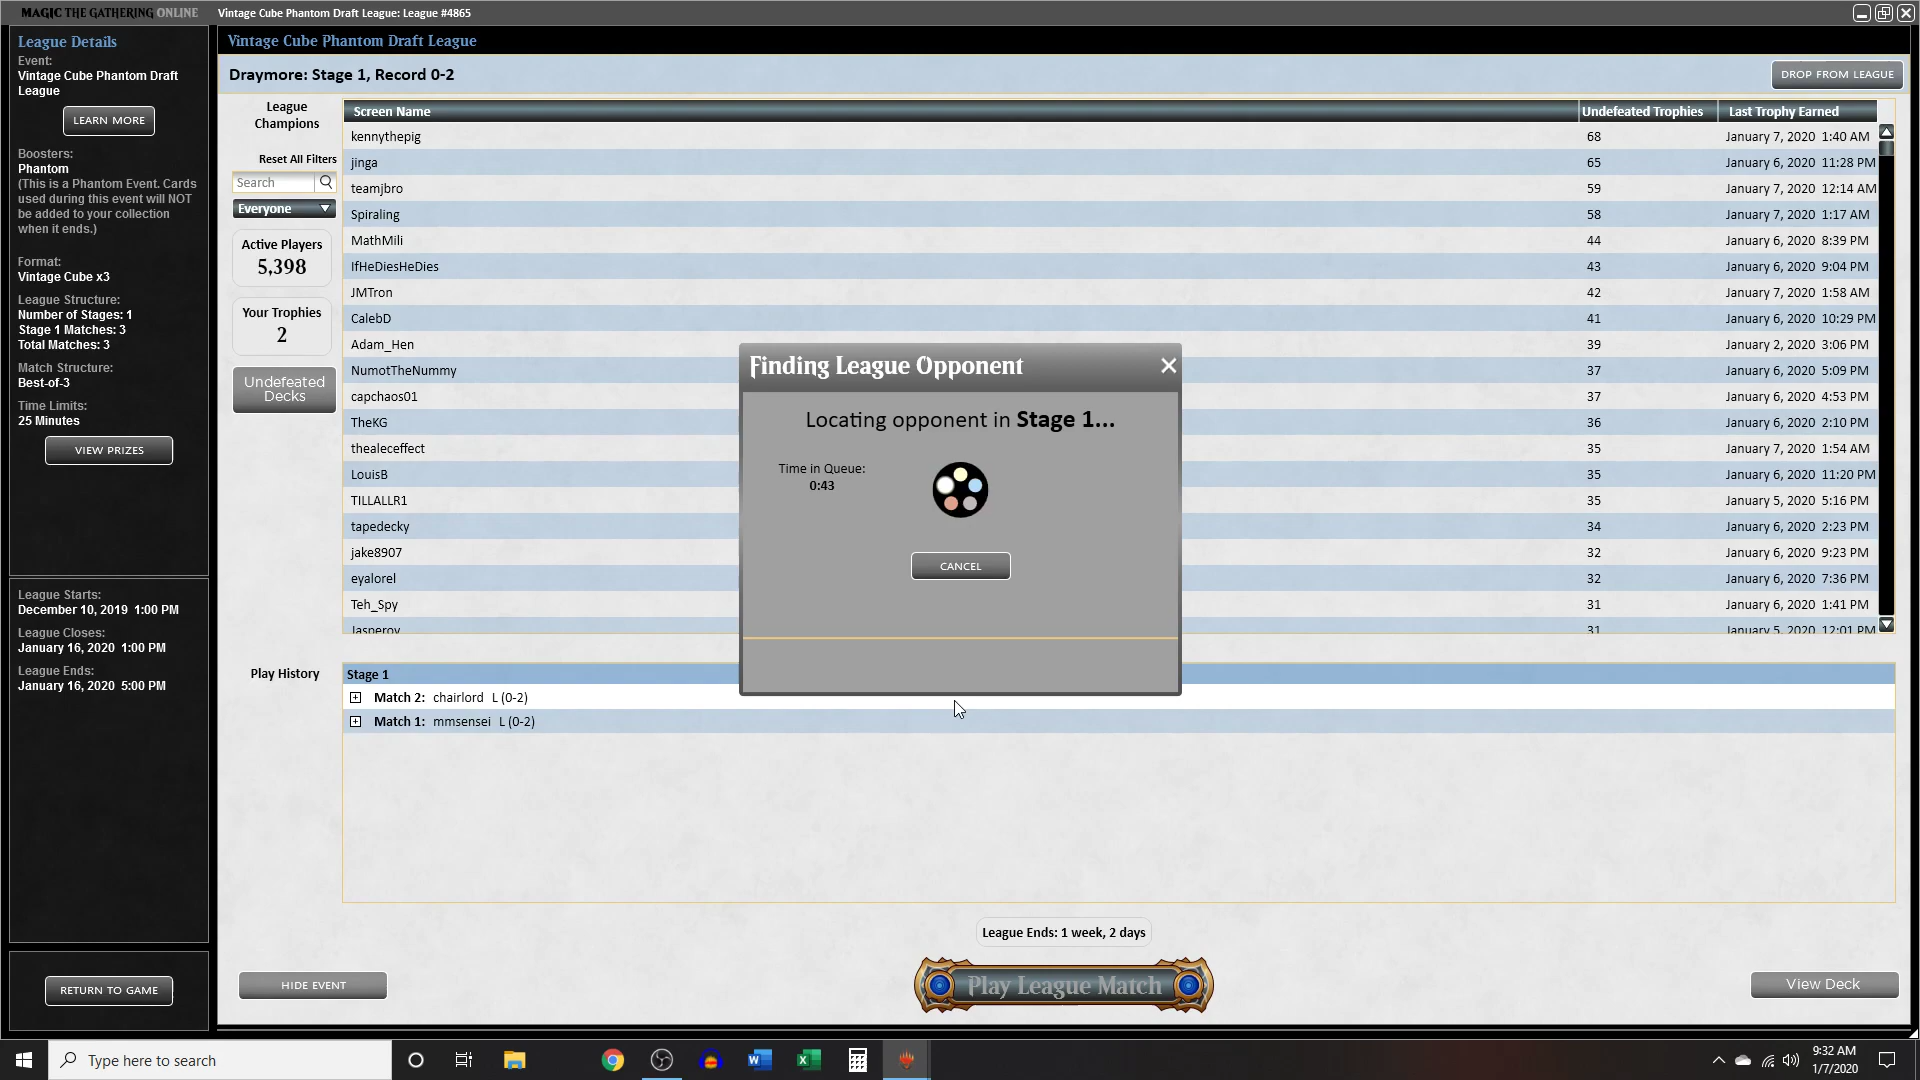 MAGIC THE GATHERING ONLINE
Vintage Cube Phantom Draft League: League #4865
League Details
Event:
Vintage Cube Phantom Draft
League
LEARN MORE
Boosters:
Phantom
(This is a Phantom Event. Cards
used during this event will NOT
be added to your collection
when it ends.)
Format:
Vintage Cube x3
League Structure:
Number of Stages: 1
Stage 1 Matches: 3
Total Matches: 3
Match Structure:
Best-of-3
Time Limits:
25 Minutes
VIEW PRIZES
League Starts:
December 10, 2019 1:00 PM
League Closes:
January 16, 2020 1:00 PM
League Ends:
January 16, 2020 5:00 PM
RETURN TO GAME
Vintage Cube Phantom Draft League
Draymore: Stage 1, Record 0-2
DROP FROM LEAGUE
League
Champions
Reset All Filters
Search
Everyone
Active Players
5,398
Your Trophies
2
Undefeated
Decks
Screen Name Undefeated Trophies Last Trophy Earned
kennythepig 68 January 7, 2020 1:40 AM
jinga 65 January 6, 2020 11:28 PM
teamjbro 59 January 7, 2020 12:14 AM
Spiraling 58 January 7, 2020 1:17 AM
MathMili 44 January 6, 2020 8:39 PM
IfHeDiesHeDies 43 January 6, 2020 9:04 PM
JMTron 42 January 7, 2020 1:58 AM
CalebD 41 January 6, 2020 10:29 PM
Adam_Hen 39 January 2, 2020 3:06 PM
NumotTheNummy 37 January 6, 2020 5:09 PM
capchaos01 37 January 6, 2020 4:53 PM
TheKG 36 January 6, 2020 2:10 PM
thealeceffect 35 January 7, 2020 1:54 AM
LouisB 35 January 6, 2020 11:20 PM
TILLALLR1 35 January 5, 2020 5:16 PM
tapedecky 34 January 6, 2020 2:23 PM
jake8907 32 January 6, 2020 9:23 PM
eyalorel 32 January 6, 2020 7:36 PM
Teh_Spy 31 January 6, 2020 1:41 PM
31 January 5, 2020 12:01 PM
Finding League Opponent
Locating opponent in Stage 1...
Time in Queue:
0:43
CANCEL
Play History
Stage 1
Match 2: chairlord L (0-2)
Match 1: mmsensei L (0-2)
League Ends: 1 week, 2 days
HIDE EVENT
Play League Match
View Deck
Type here to search
9:32 AM
1/7/2020